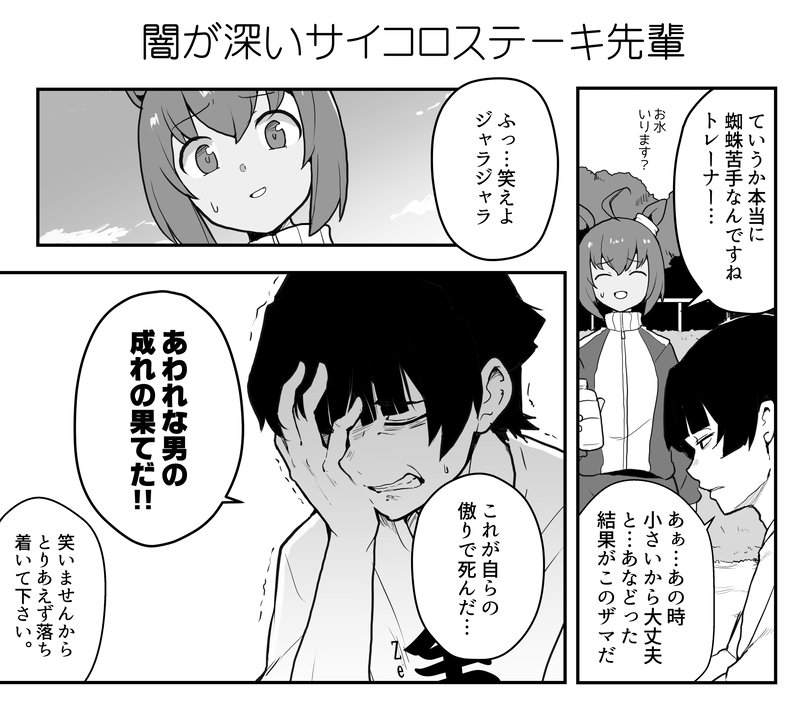 闇が深いサイコロステーキ先輩
ていうか本当に
蜘蛛苦手なんですね
トレーナー…
お水
いります?
あぁ…あの時
小さいから大丈夫
と…あなどった
結果がこのザマだ
ふっ…笑えよ
ジャラジャラ
これが自らの
傲りで死んだ…
あわれな男の
成れの果てだ!!
笑いませんから
とりあえず落ち
着いて下さい。